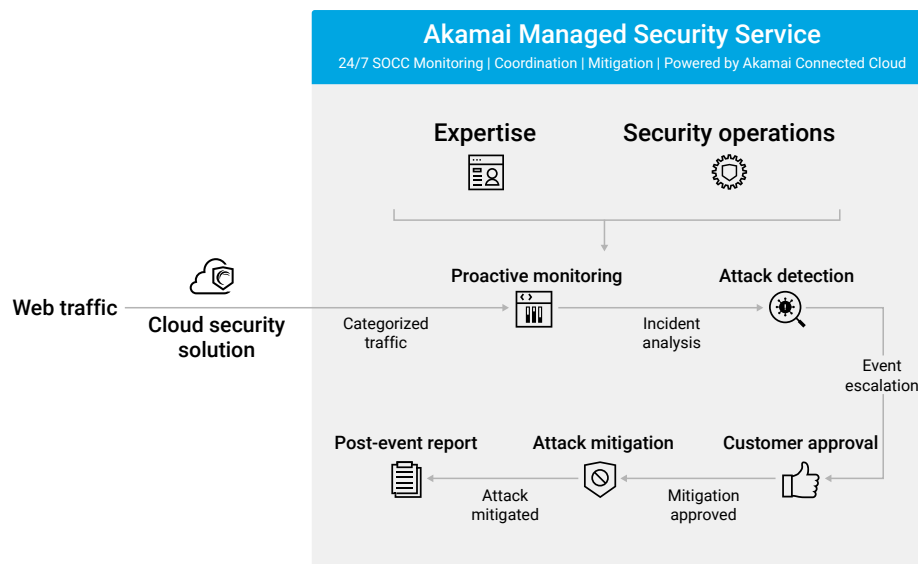 Akamai Managed Security Service
24/7 SOCC Monitoring | Coordination | Mitigation | Powered by Akamai Connected Cloud
Expertise
Security operations
Proactive monitoring
Attack detection
Web traffic
Cloud security
solution
Categorized
traffic
Incident
analysis
Event
escalation
Post-event report
Attack mitigation
Customer approval
Attack
mitigated
Mitigation
approved